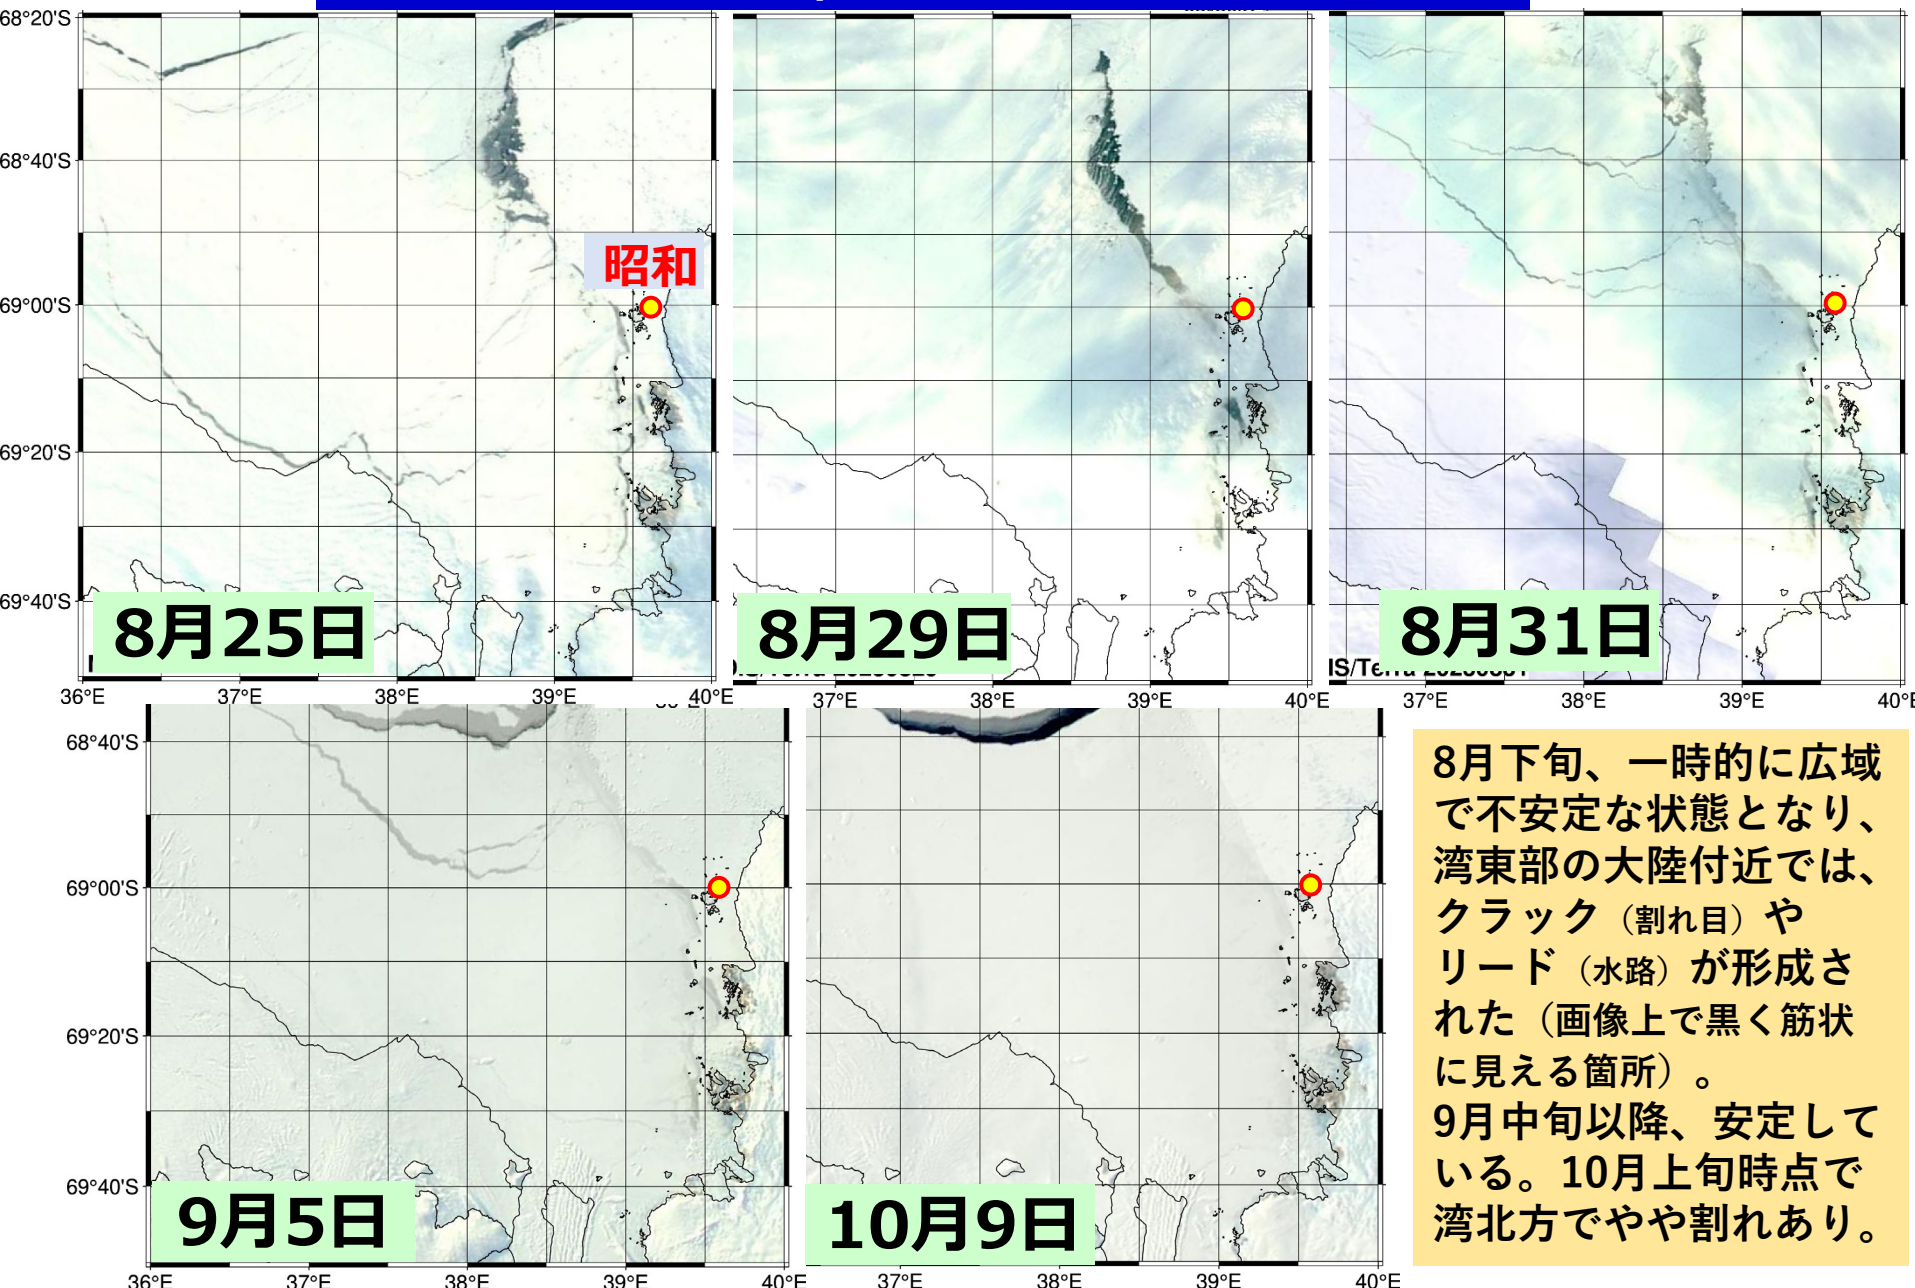 68°20'S
68°40'S
69°00'S
69°20'S
69°40'S
昭和
8月25日
8月29日
8月31日
IS/Terra
36°E
37°E
38°E
39°E
40°E
37°E
38°E
39°E
40°E
37°E
38°E
39°E
40°E
68°40'S
69°00'S
69°20'S
69°40'S
9月5日
10月9日
36°E
37°E
38°E
39°E
40°E
37°E
38°E
39°E
40°E
8月下旬、一時的に広域
で不安定な状態となり、
湾東部の大陸付近では、
クラック（割れ目）や
リード（水路）が形成さ
れた（画像上で黒く筋状
に見える箇所）。
9月中旬以降、安定して
いる。10月上旬時点で
湾北方でやや割れあり。